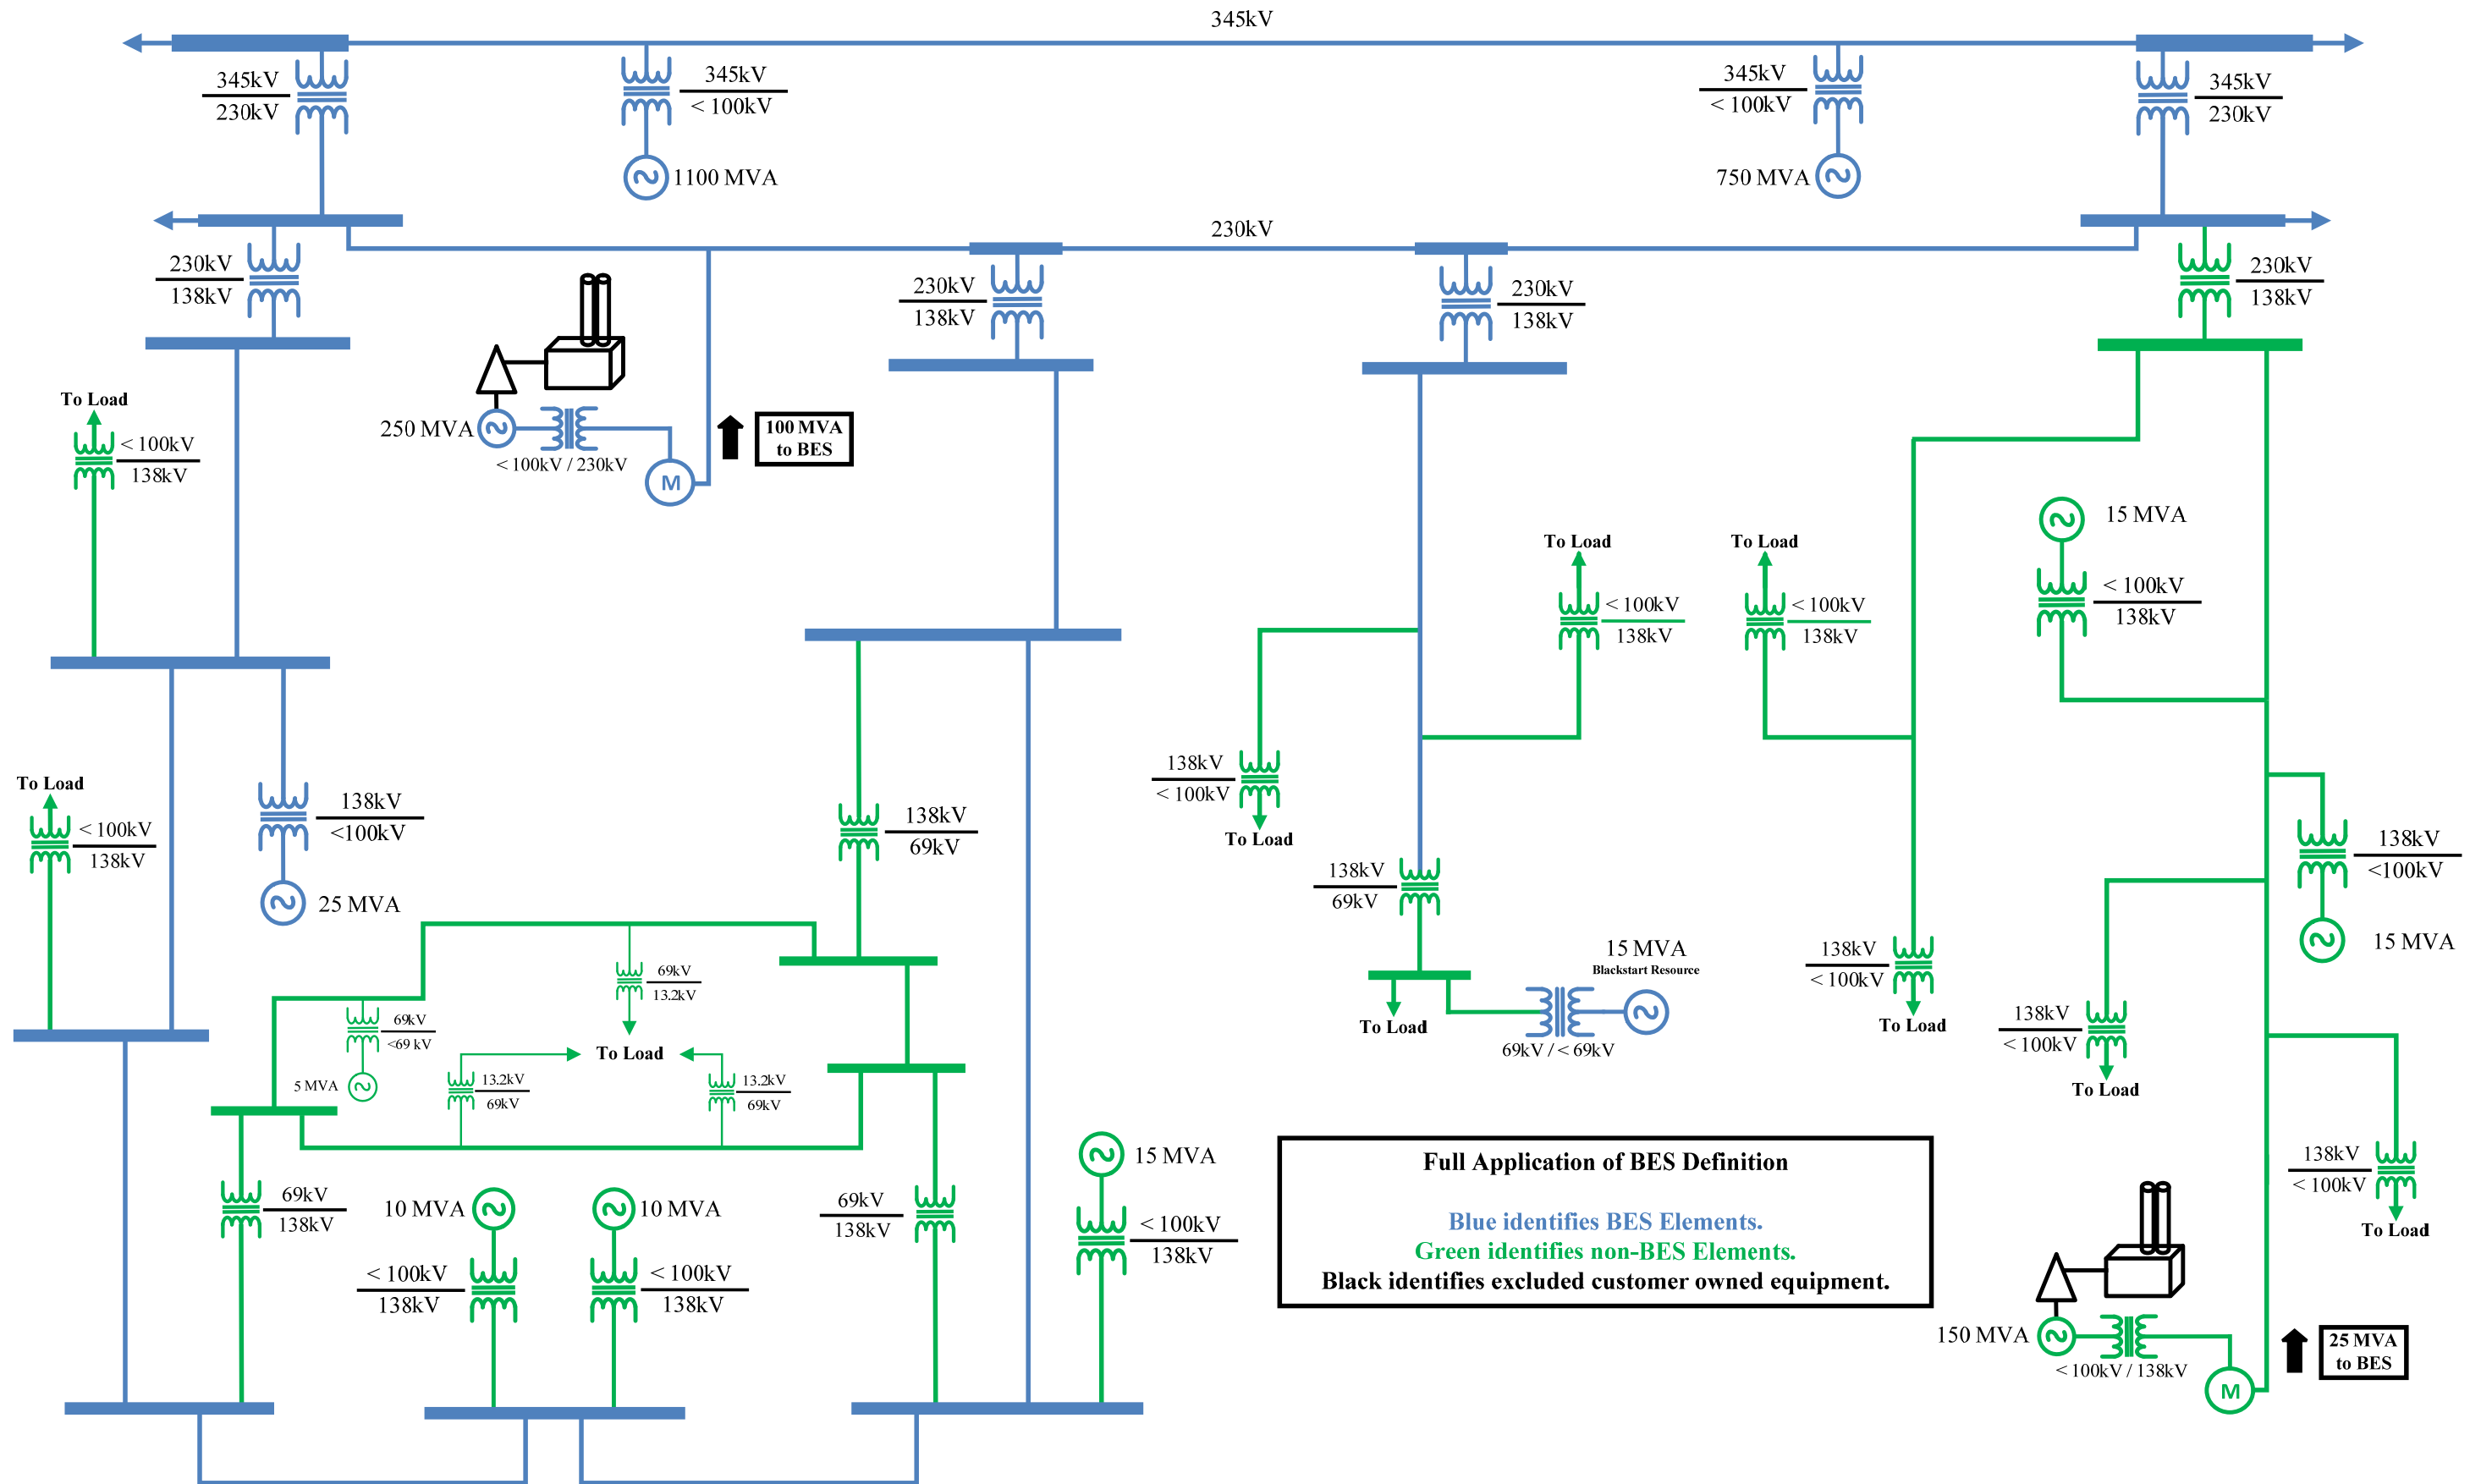 345kV
345kV
230kV
345kV
< 100kV
345kV
< 100kV
345kV
230kV
1100 MVA
750 MVA
230kV
230kV
138kV
230kV
138kV
230kV
138kV
230kV
138kV
250 MVA
< 100kV / 230kV
M
100 MVA
to BES
To Load
< 100kV
138kV
15 MVA
< 100kV
138kV
To Load
< 100kV
138kV
To Load
< 100kV
138kV
138kV
< 100kV
To Load
To Load
< 100kV
138kV
138kV
<100kV
25 MVA
138kV
69kV
138kV
69kV
138kV
<100kV
15 MVA
15 MVA
Blackstart Resource
69kV / < 69kV
To Load
138kV
< 100kV
To Load
138kV
< 100kV
To Load
69kV
13.2kV
69kV
<69 kV
5 MVA
To Load
13.2kV
69kV
13.2kV
69kV
69kV
138kV
10 MVA
< 100kV
138kV
10 MVA
< 100kV
138kV
69kV
138kV
15 MVA
< 100kV
138kV
138kV
< 100kV
To Load
Full Application of BES Definition
Blue identifies BES Elements.
Green identifies non-BES Elements.
Black identifies excluded customer owned equipment.
150 MVA
< 100kV / 138kV
M
25 MVA
to BES